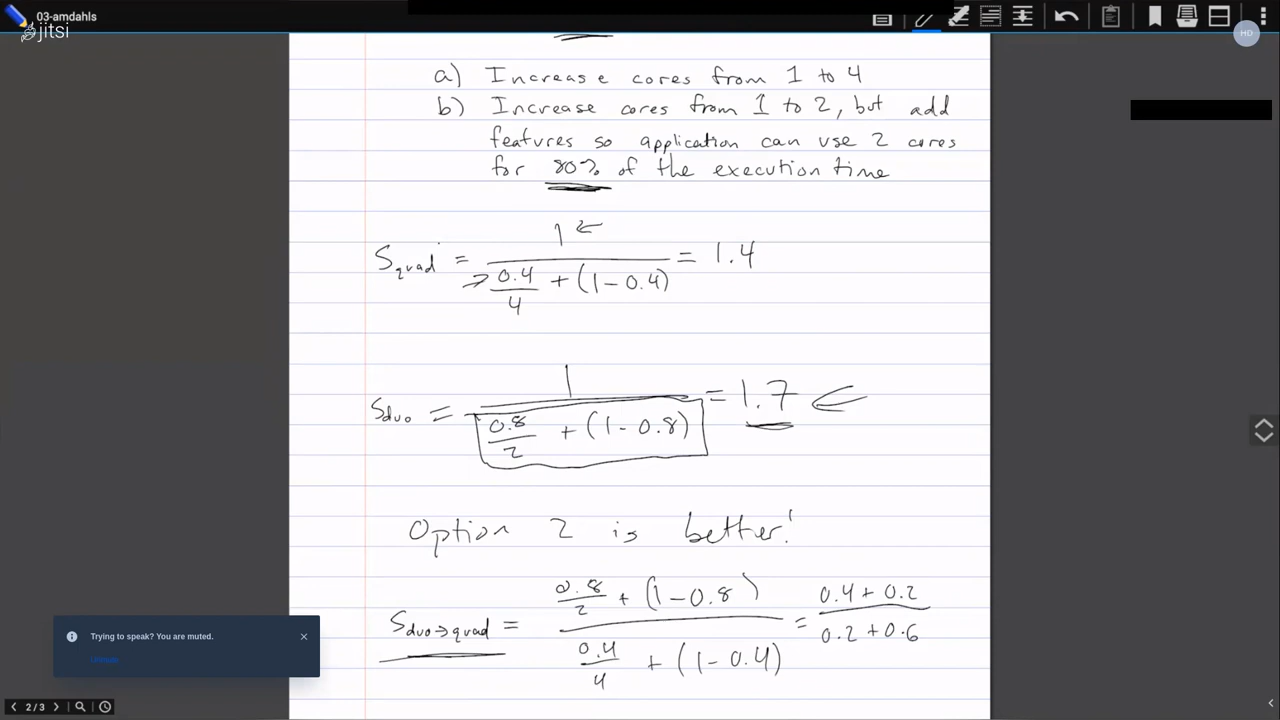 03-amdahls
jitsi
HD
a) Increase cores from 1 to 4
b) Increase cores from 1 to 2, but add
features so application can use 2 cores
for 80% of the execution time
S_quad = 1 ← / (→ 0.4/4 + (1-0.4)) = 1.4
S_duo = 1 / (0.8/2 + (1-0.8)) = 1.7 ←
Option 2 is better!
S_duo→quad = (0.8/2 + (1-0.8)) / (0.4/4 + (1-0.4)) = (0.4+0.2) / (0.2+0.6)
Trying to speak? You are muted.
Unmute
2/3